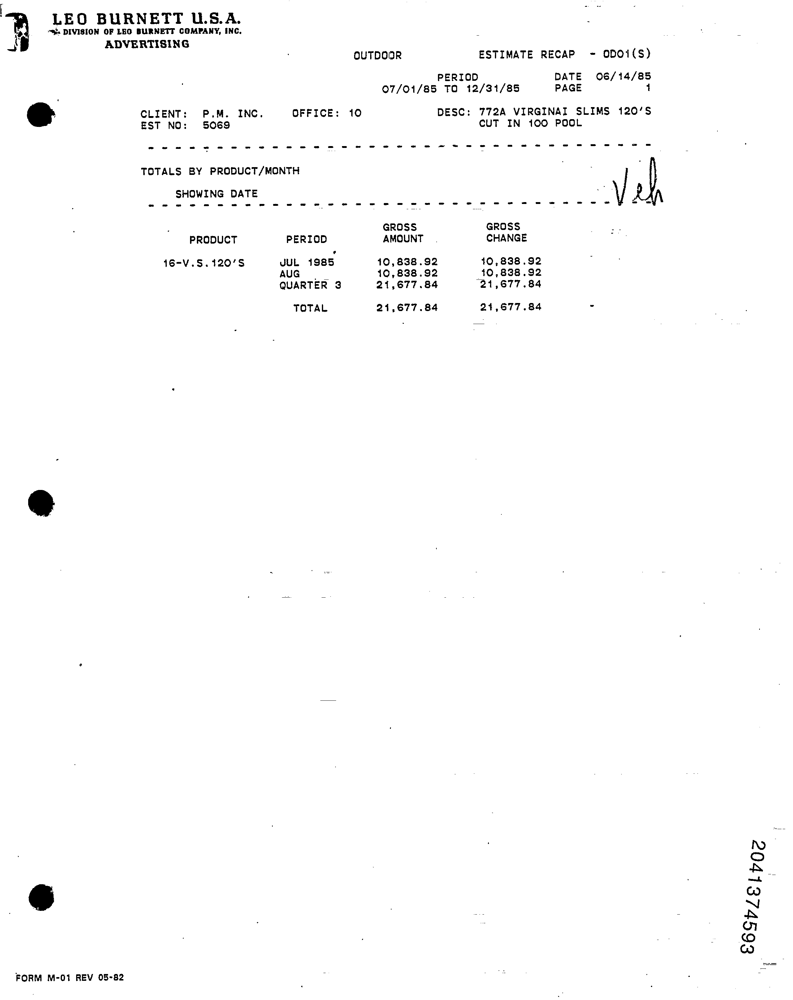 LEO BURNETT U.S.A.
A DIVISION OF LEO BURNETT COMPANY, INC.
ADVERTISING
OUTDOOR ESTIMATE RECAP - OD01(S)
PERIOD DATE 06/14/85
07/01/85 TO 12/31/85 PAGE 1
CLIENT: P.M. INC. OFFICE: 10 DESC: 772A VIRGINAI SLIMS 120'S
EST NO: 5069 CUT IN 100 POOL
TOTALS BY PRODUCT/MONTH
SHOWING DATE
Veh
GROSS GROSS
PRODUCT PERIOD AMOUNT CHANGE
16-V.S.120'S JUL 1985 10,838.92 10,838.92
AUG 10,838.92 10,838.92
QUARTER 3 21,677.84 21,677.84
TOTAL 21,677.84 21,677.84
2041374593
FORM M-01 REV 05-82